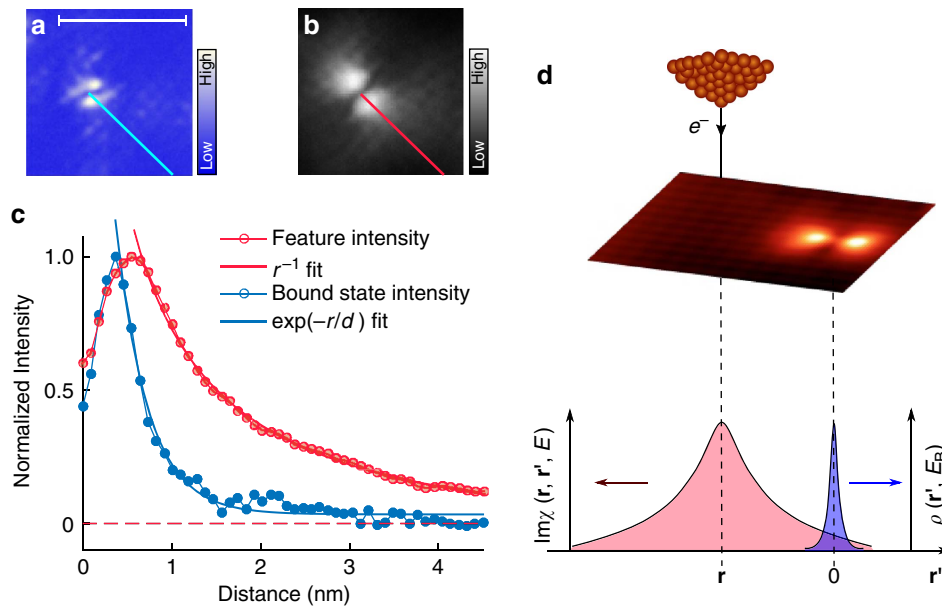 a
High
Low
b
High
Low
c
Feature intensity
r⁻¹ fit
Bound state intensity
exp(−r/d ) fit
Normalized Intensity
1.0
0.5
0
0
1
2
3
4
Distance (nm)
d
e⁻
Imχ (r, r', E)
ρ (r', E_B)
r
0
r'